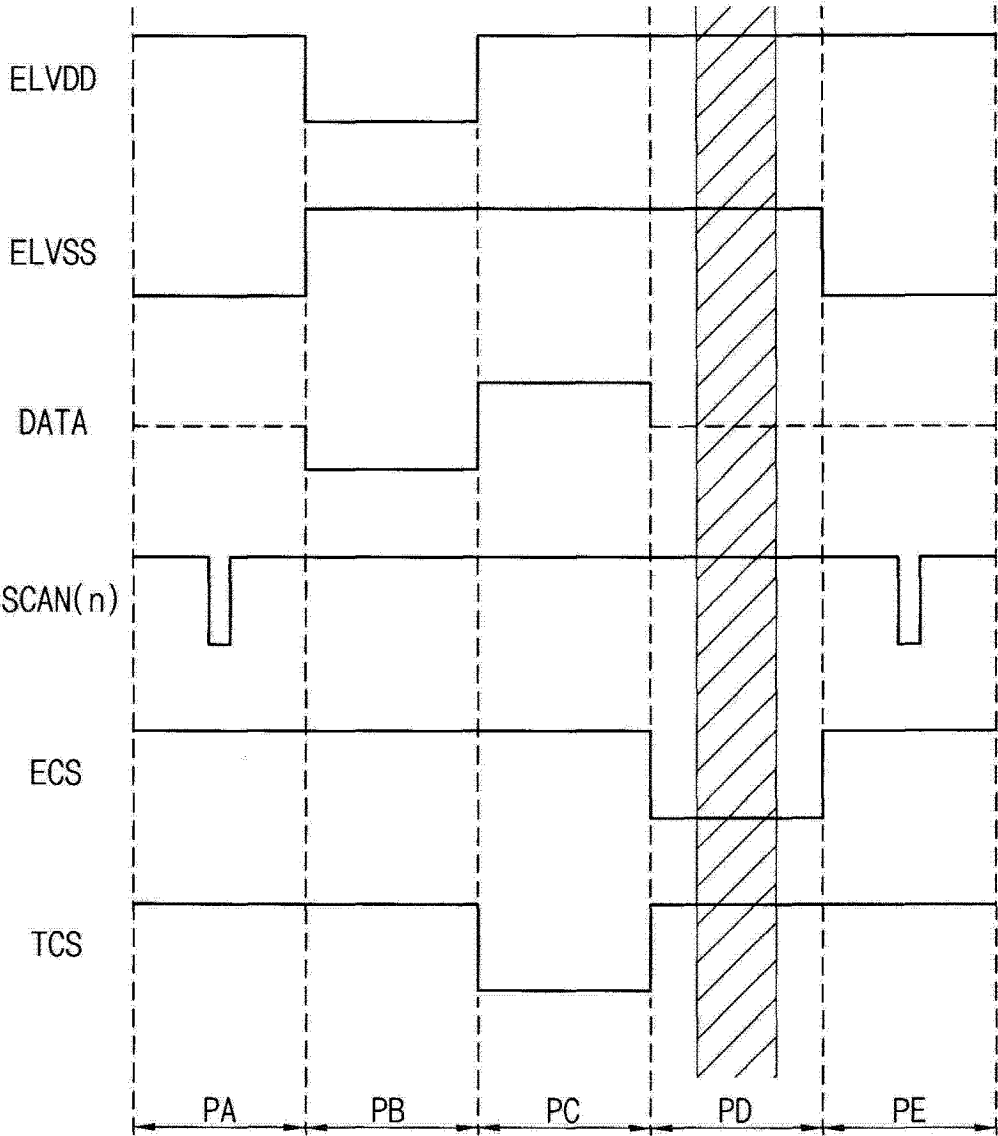 ELVDD
ELVSS
DATA
SCAN(n)
ECS
TCS
PA PB PC PD PE